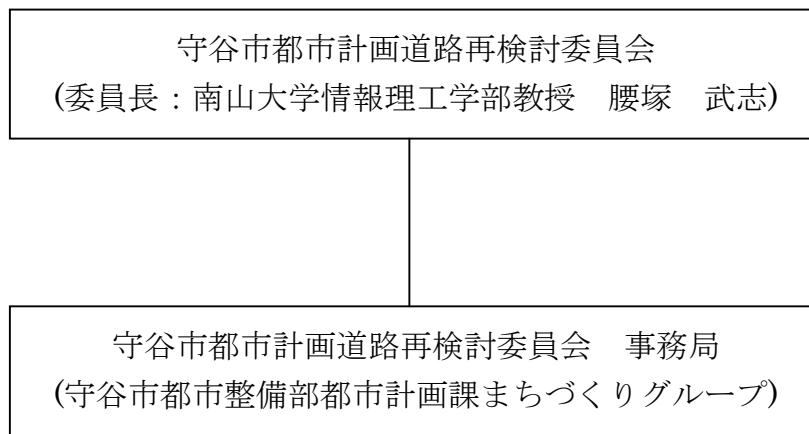 守谷市都市計画道路再検討委員会
(委員長：南山大学情報理工学部教授　腰塚　武志)
守谷市都市計画道路再検討委員会　事務局
(守谷市都市整備部都市計画課まちづくりグループ)